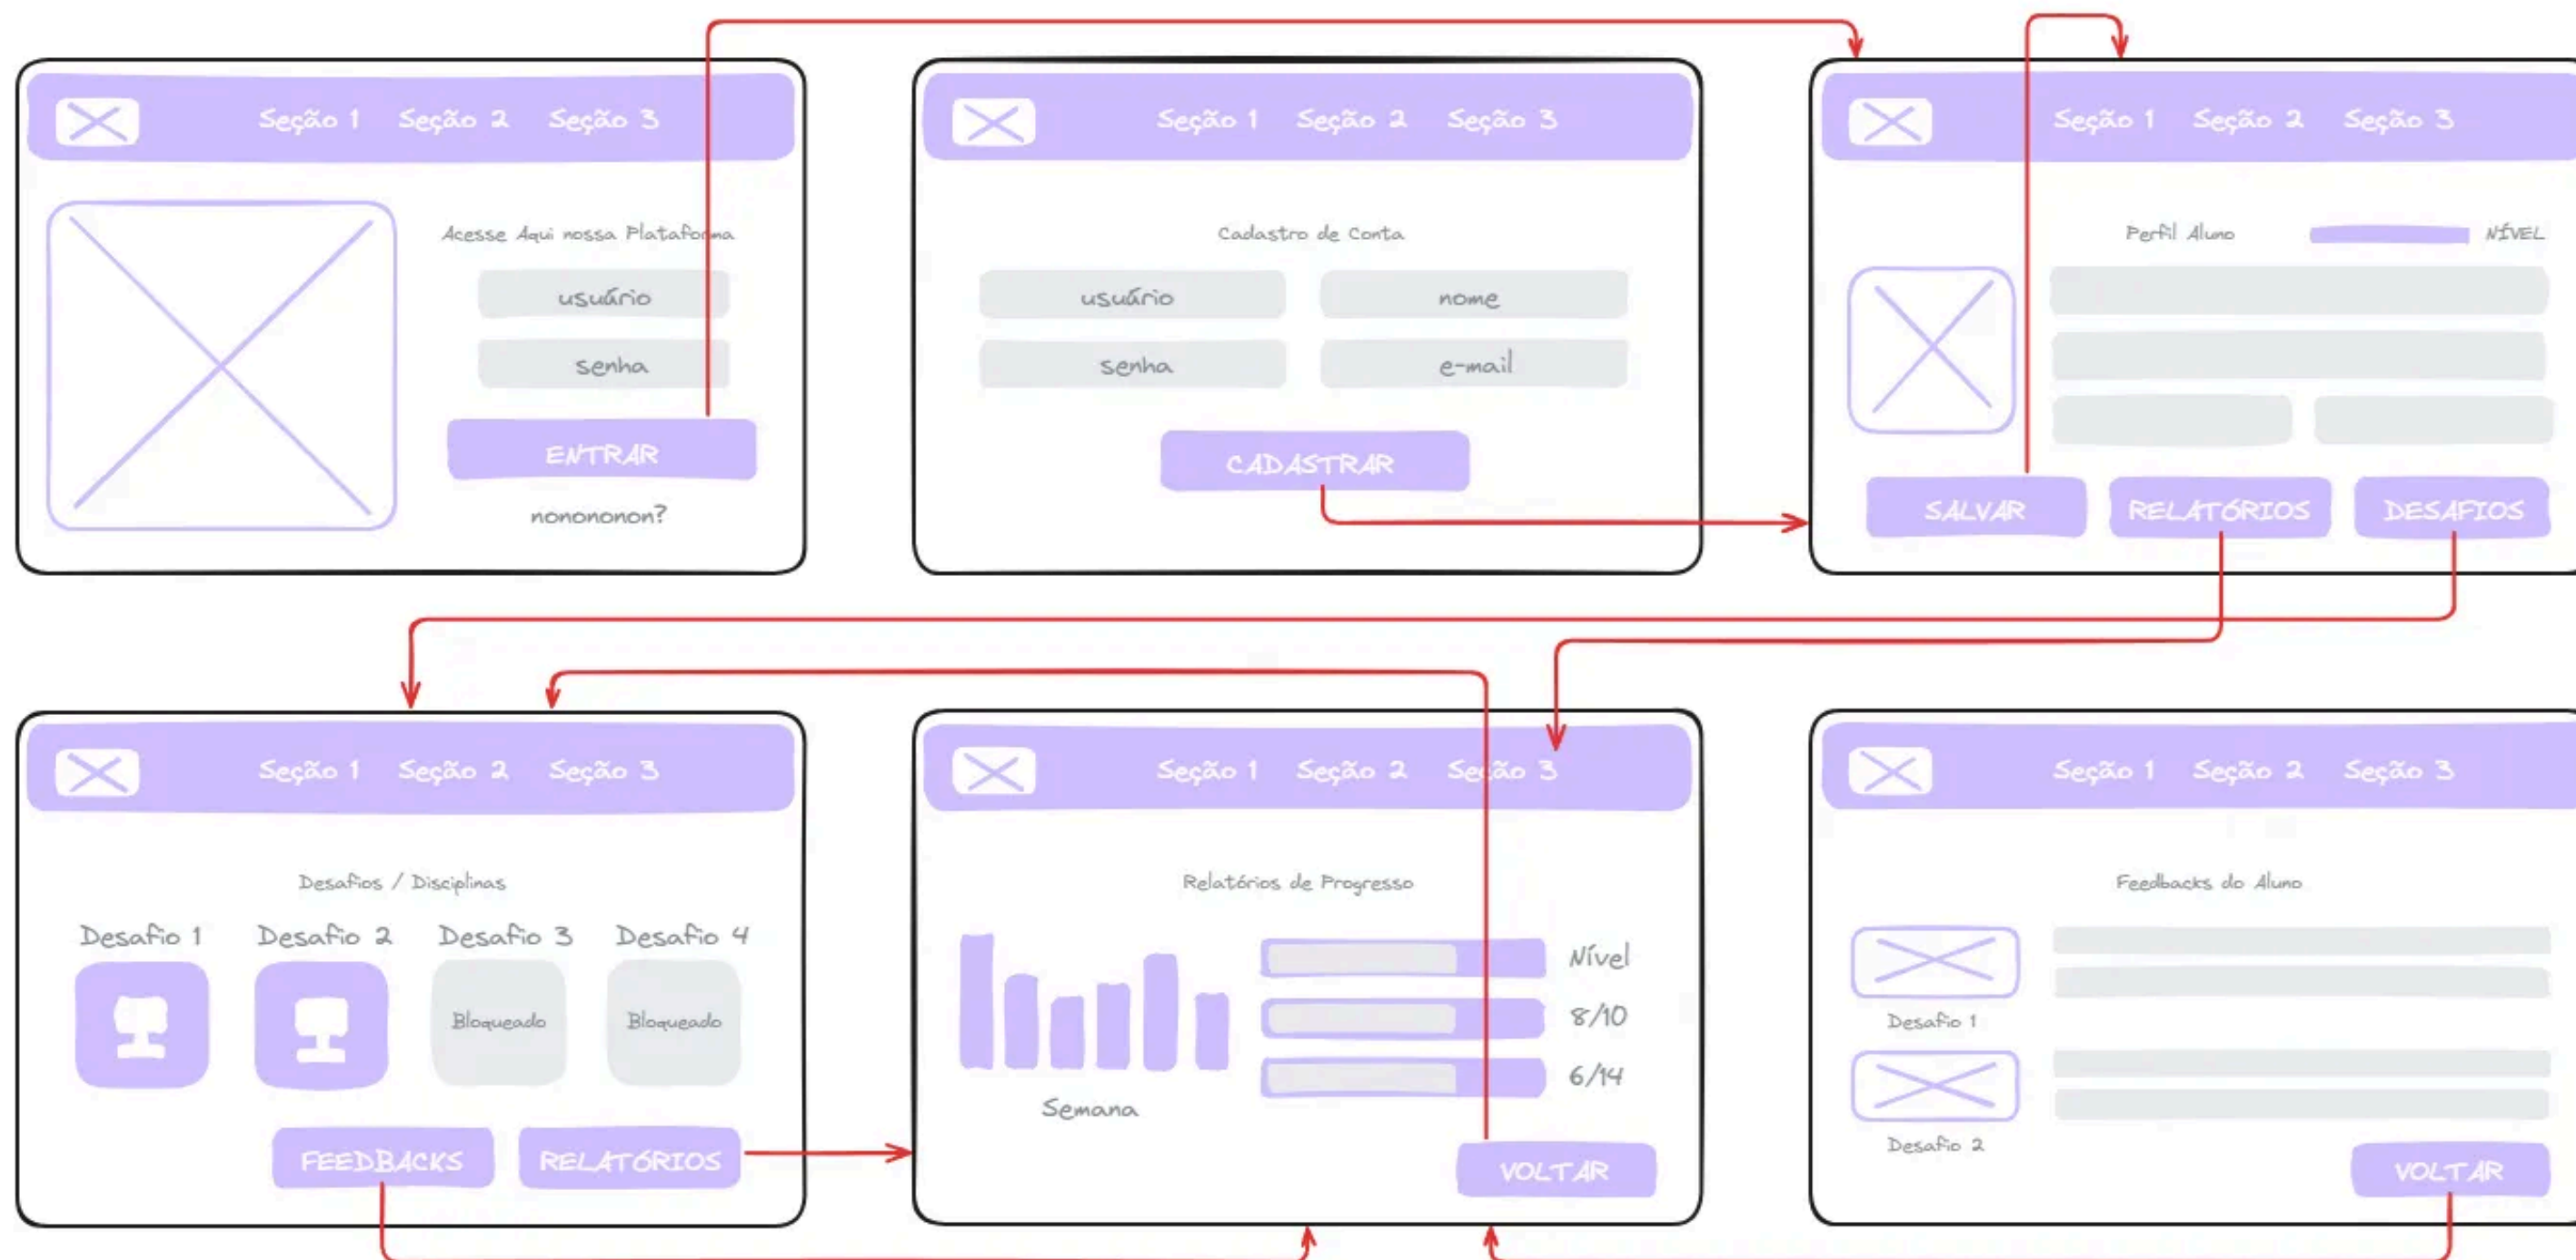 Seção 1 Seção 2 Seção 3
Acesse Aqui nossa Plataforma
usuário
senha
ENTRAR
nonononon?
Seção 1 Seção 2 Seção 3
Cadastro de Conta
usuário nome
senha e-mail
CADASTRAR
Seção 1 Seção 2 Seção 3
Perfil Aluno NÍVEL
SALVAR RELATÓRIOS DESAFIOS
Seção 1 Seção 2 Seção 3
Desafios / Disciplinas
Desafio 1 Desafio 2 Desafio 3 Desafio 4
Bloqueado Bloqueado
FEEDBACKS RELATÓRIOS
Seção 1 Seção 2 Seção 3
Relatórios de Progresso
Nível
8/10
6/14
Semana
VOLTAR
Seção 1 Seção 2 Seção 3
Feedbacks do Aluno
Desafio 1
Desafio 2
VOLTAR